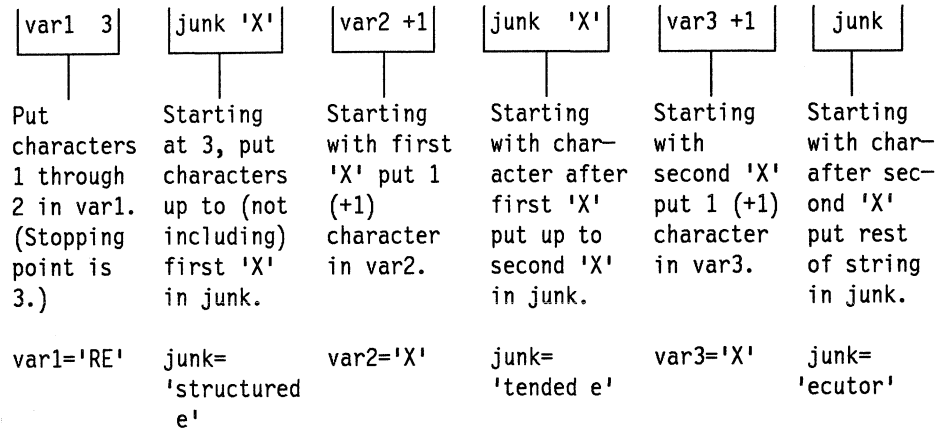 var1 3
junk 'X'
var2 +1
junk 'X'
var3 +1
junk
Put
characters
1 through
2 in var1.
(Stopping
point is
3.)
Starting
at 3, put
characters
up to (not
including)
first 'X'
in junk.
Starting
with first
'X' put 1
(+1)
character
in var2.
Starting
with char—
acter after
first 'X'
put up to
second 'X'
in junk.
Starting
with
second 'X'
put 1 (+1)
character
in var3.
Starting
with char—
after sec—
ond 'X'
put rest
of string
in junk.
var1='RE'
junk=
'structured
e'
var2='X'
junk=
'tended e'
var3='X'
junk=
'ecutor'